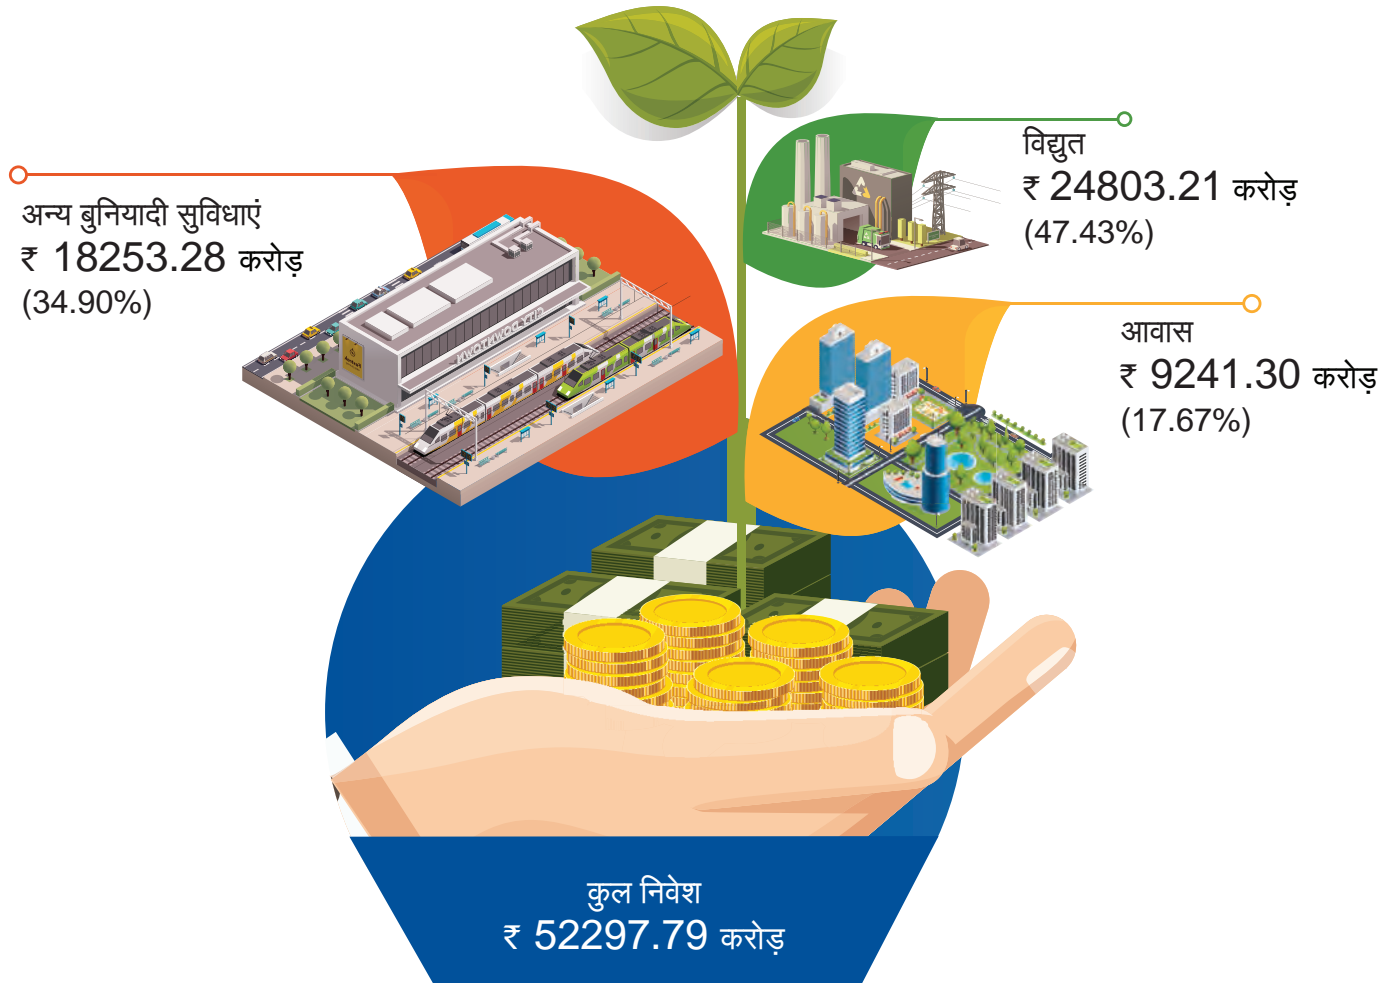 विद्युत
₹ 24803.21 करोड़
(47.43%)
अन्य बुनियादी सुविधाएं
₹ 18253.28 करोड़
(34.90%)
आवास
₹ 9241.30 करोड़
(17.67%)
कुल निवेश
₹ 52297.79 करोड़